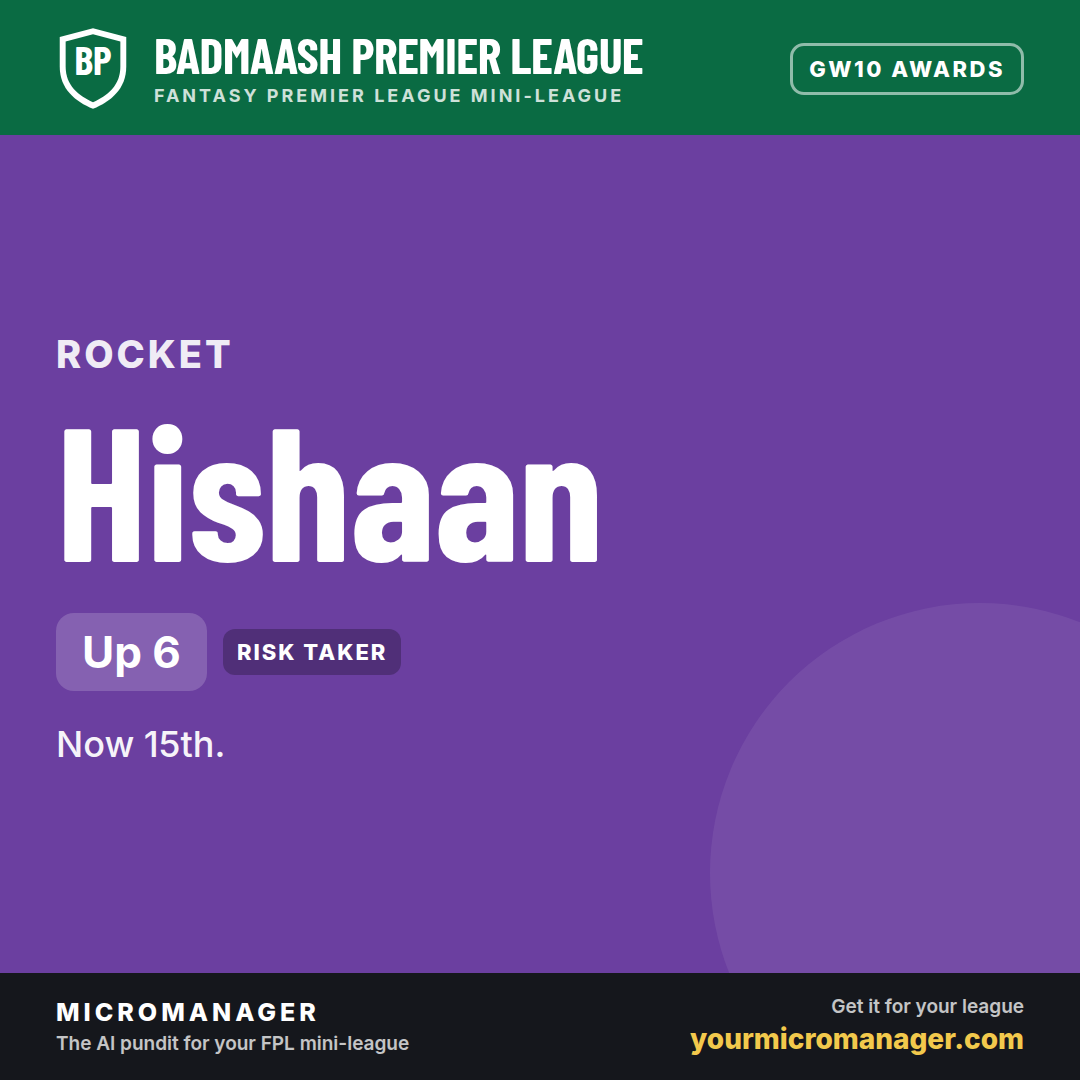 BP
BADMAASH PREMIER LEAGUE
FANTASY PREMIER LEAGUE MINI-LEAGUE
GW10 AWARDS
ROCKET
Hishaan
Up 6
RISK TAKER
Now 15th.
MICROMANAGER
The AI pundit for your FPL mini-league
Get it for your league
yourmicromanager.com